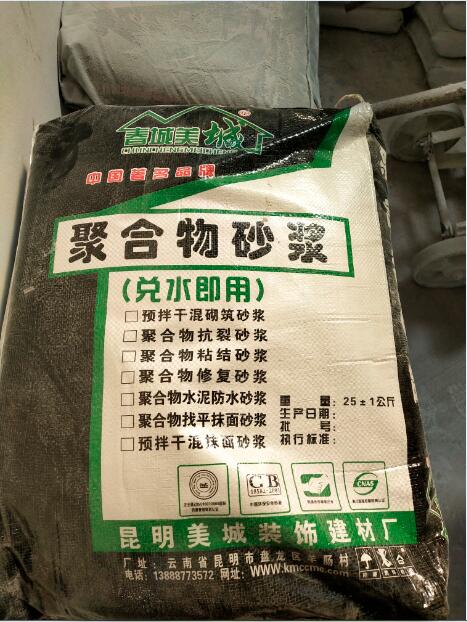 春城美城
CHUNCHENGMEICHENG
中国著名品牌
聚合物砂浆
(兑水即用)
预拌干混砌筑砂浆
聚合物抗裂砂浆
聚合物粘结砂浆
聚合物修复砂浆
聚合物水泥防水砂浆
聚合物找平抹面砂浆
预拌干混抹面砂浆
重 量: 25±1公斤
生产日期:
批 号:
执行标准:
GB
CNAS
昆明美城装饰建材厂
厂址: 云南省昆明市盘龙区羊肠村
电话: 13888773572 网址: www.kmccmc.com